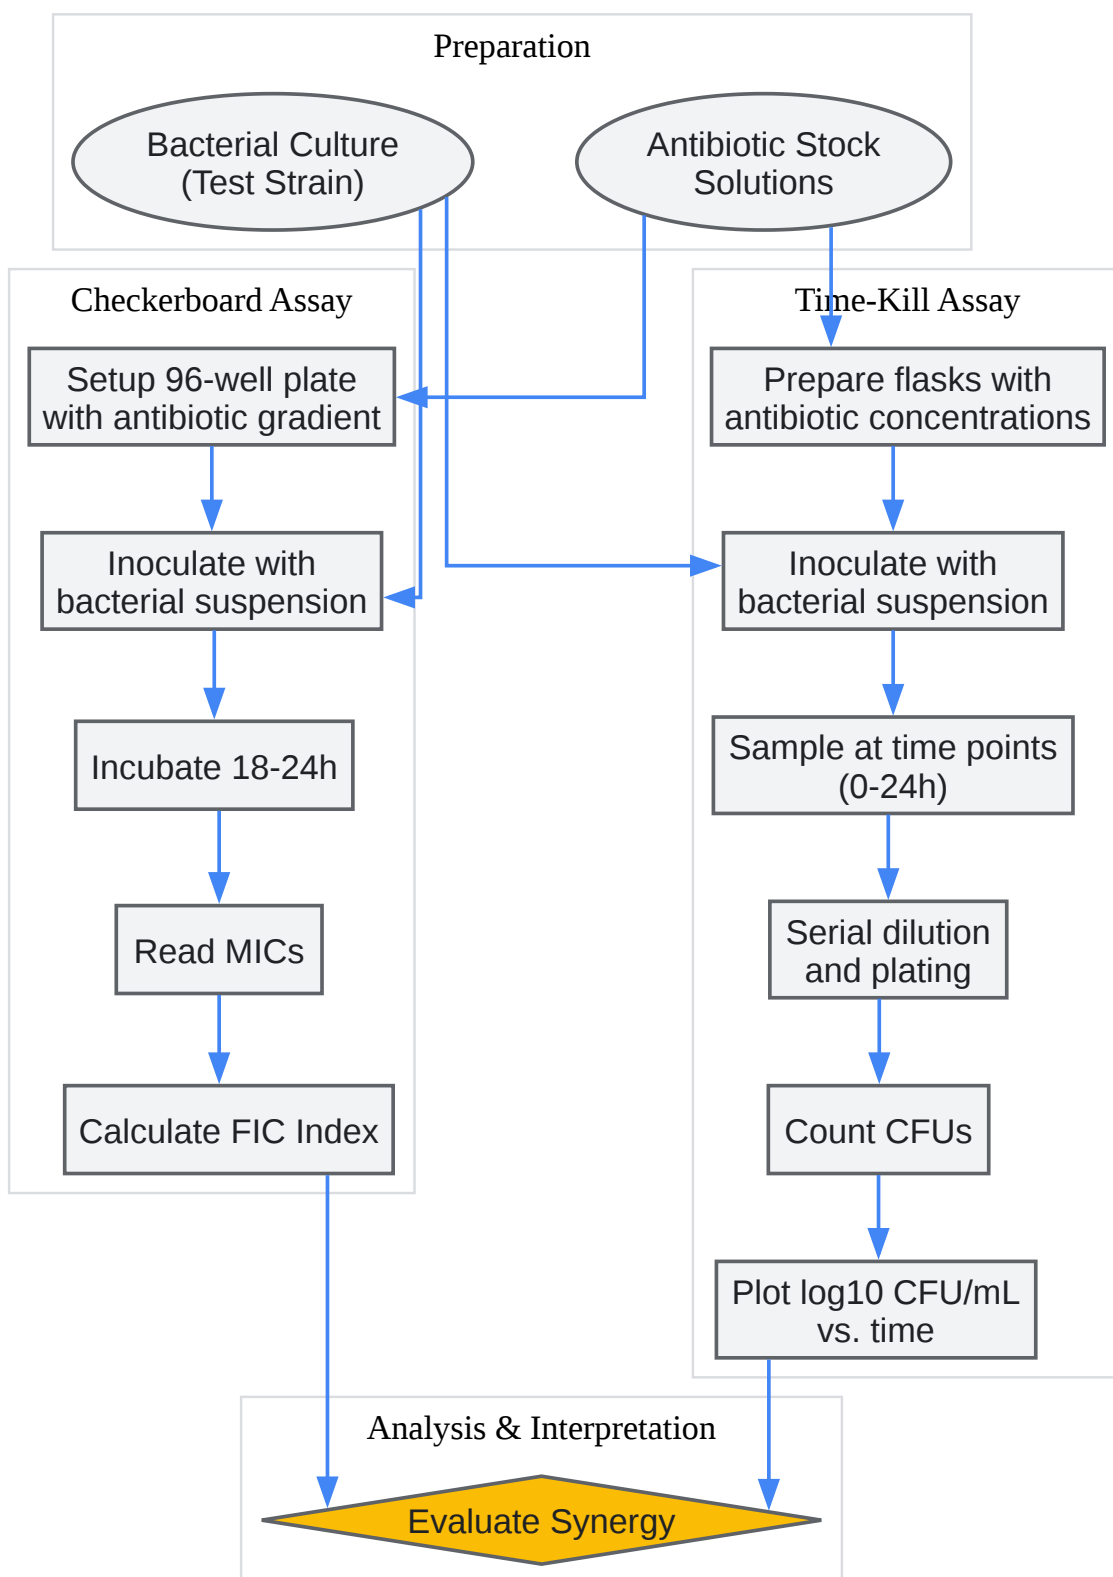 Preparation
Bacterial Culture
(Test Strain)
Antibiotic Stock
Solutions
Checkerboard Assay
Setup 96-well plate
with antibiotic gradient
Inoculate with
bacterial suspension
Incubate 18-24h
Read MICs
Calculate FIC Index
Time-Kill Assay
Prepare flasks with
antibiotic concentrations
Inoculate with
bacterial suspension
Sample at time points
(0-24h)
Serial dilution
and plating
Count CFUs
Plot log10 CFU/mL
vs. time
Analysis & Interpretation
Evaluate Synergy